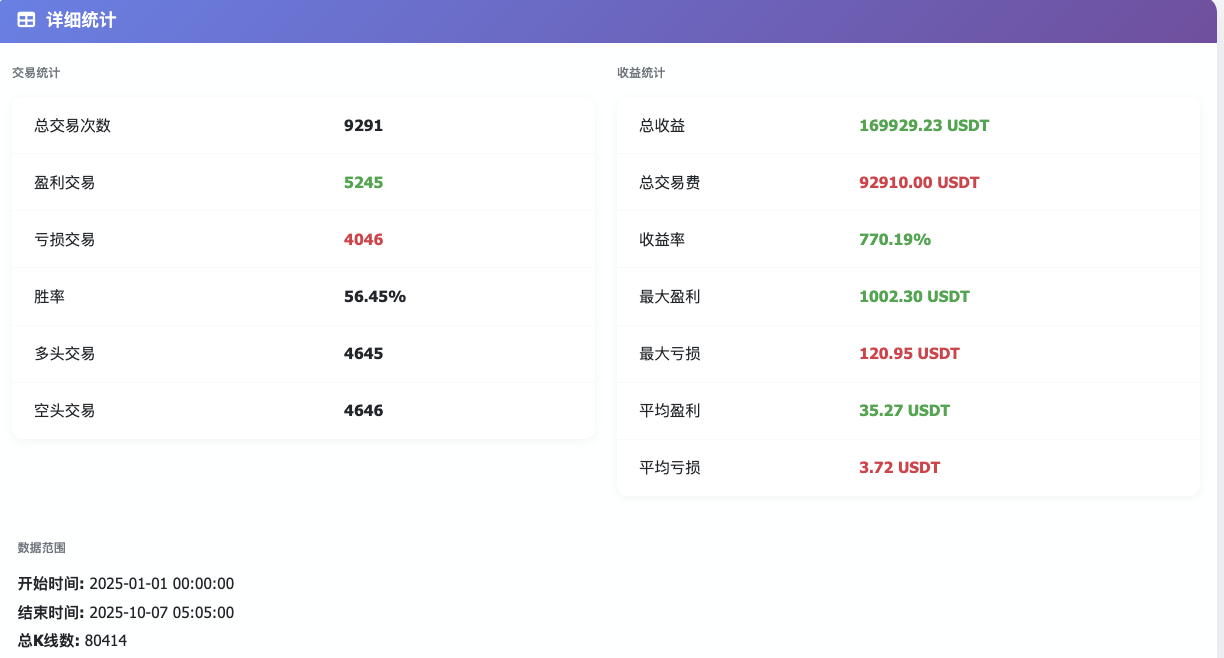 详细统计
交易统计
总交易次数 9291
盈利交易 5245
亏损交易 4046
胜率 56.45%
多头交易 4645
空头交易 4646
收益统计
总收益 169929.23 USDT
总交易费 92910.00 USDT
收益率 770.19%
最大盈利 1002.30 USDT
最大亏损 120.95 USDT
平均盈利 35.27 USDT
平均亏损 3.72 USDT
数据范围
开始时间: 2025-01-01 00:00:00
结束时间: 2025-10-07 05:05:00
总K线数: 80414